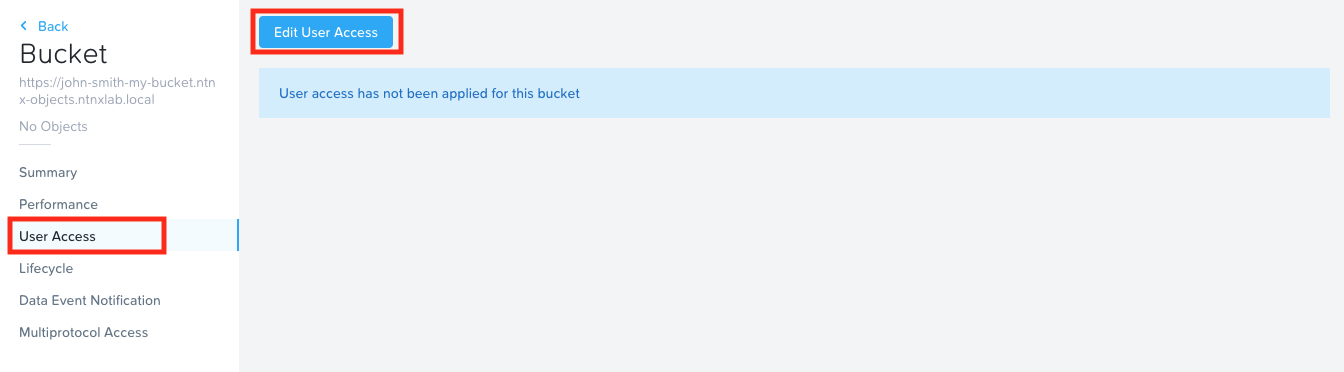 Back
Bucket
https://john-smith-my-bucket.ntn
x-objects.ntnxlab.local
No Objects
Summary
Performance
User Access
Lifecycle
Data Event Notification
Multiprotocol Access
Edit User Access
User access has not been applied for this bucket